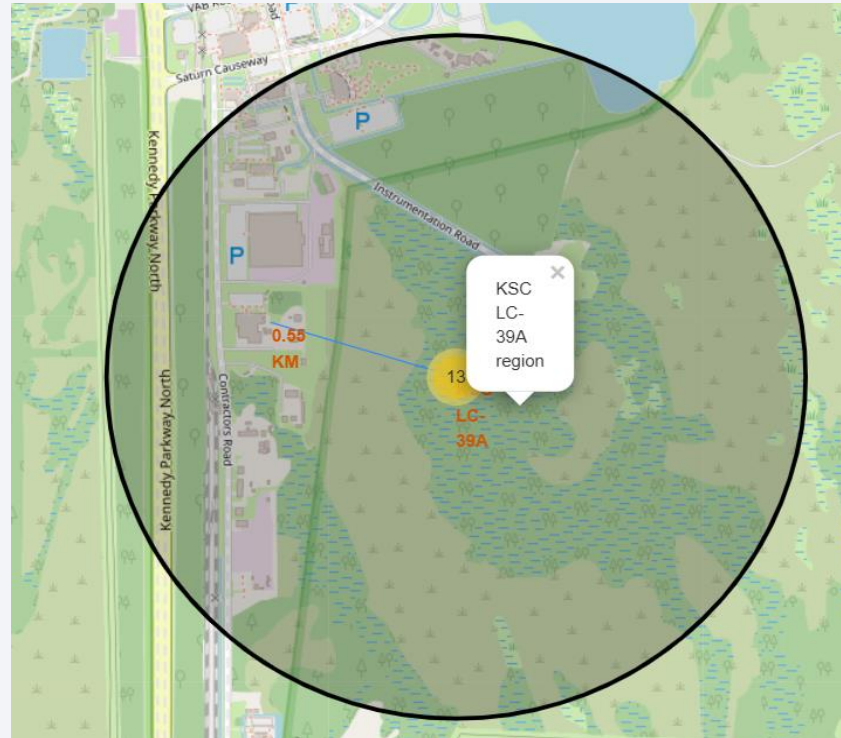 VAB Roa
P
Saturn Causeway
P
Kennedy Parkway North
Instrumentation Road
P
KSC
LC-
39A
region
×
0.55
KM
13
LC-
39A
Contractors Road
Kennedy Parkway North